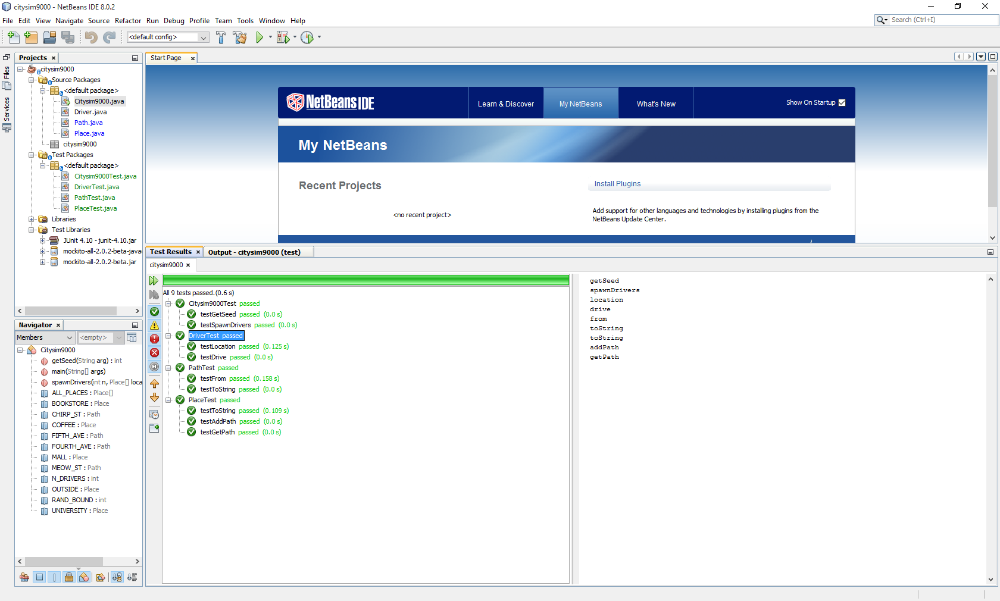 citysim9000 - NetBeans IDE 8.0.2
File Edit View Navigate Source Refactor Run Debug Profile Team Tools Window Help
Search (Ctrl+I)
<default config>
Files
Services
Projects
citysim9000
Source Packages
<default package>
Citysim9000.java
Driver.java
Path.java
Place.java
citysim9000
Test Packages
<default package>
Citysim9000Test.java
DriverTest.java
PathTest.java
PlaceTest.java
Libraries
Test Libraries
JUnit 4.10 - junit-4.10.jar
mockito-all-2.0.2-beta-javad
mockito-all-2.0.2-beta.jar
Navigator
Members
<empty>
Citysim9000
getSeed(String arg) : int
main(String[] args)
spawnDrivers(int n, Place[] loca
ALL_PLACES : Place[]
BOOKSTORE : Place
CHIRP_ST : Path
COFFEE : Place
FIFTH_AVE : Path
FOURTH_AVE : Path
MALL : Place
MEOW_ST : Path
N_DRIVERS : int
OUTSIDE : Place
RAND_BOUND : int
UNIVERSITY : Place
Start Page
NetBeans IDE
Learn & Discover
My NetBeans
What's New
Show On Startup
My NetBeans
Recent Projects
<no recent project>
Install Plugins
Add support for other languages and technologies by installing plugins from the
NetBeans Update Center.
Test Results
Output - citysim9000 (test)
citysim9000
All 9 tests passed.(0.6 s)
Citysim9000Test passed
testGetSeed passed (0.0 s)
testSpawnDrivers passed (0.0 s)
DriverTest passed
testLocation passed (0.125 s)
testDrive passed (0.0 s)
PathTest passed
testFrom passed (0.158 s)
testToString passed (0.0 s)
PlaceTest passed
testToString passed (0.109 s)
testAddPath passed (0.0 s)
testGetPath passed (0.0 s)
getSeed
spawnDrivers
location
drive
from
toString
toString
addPath
getPath